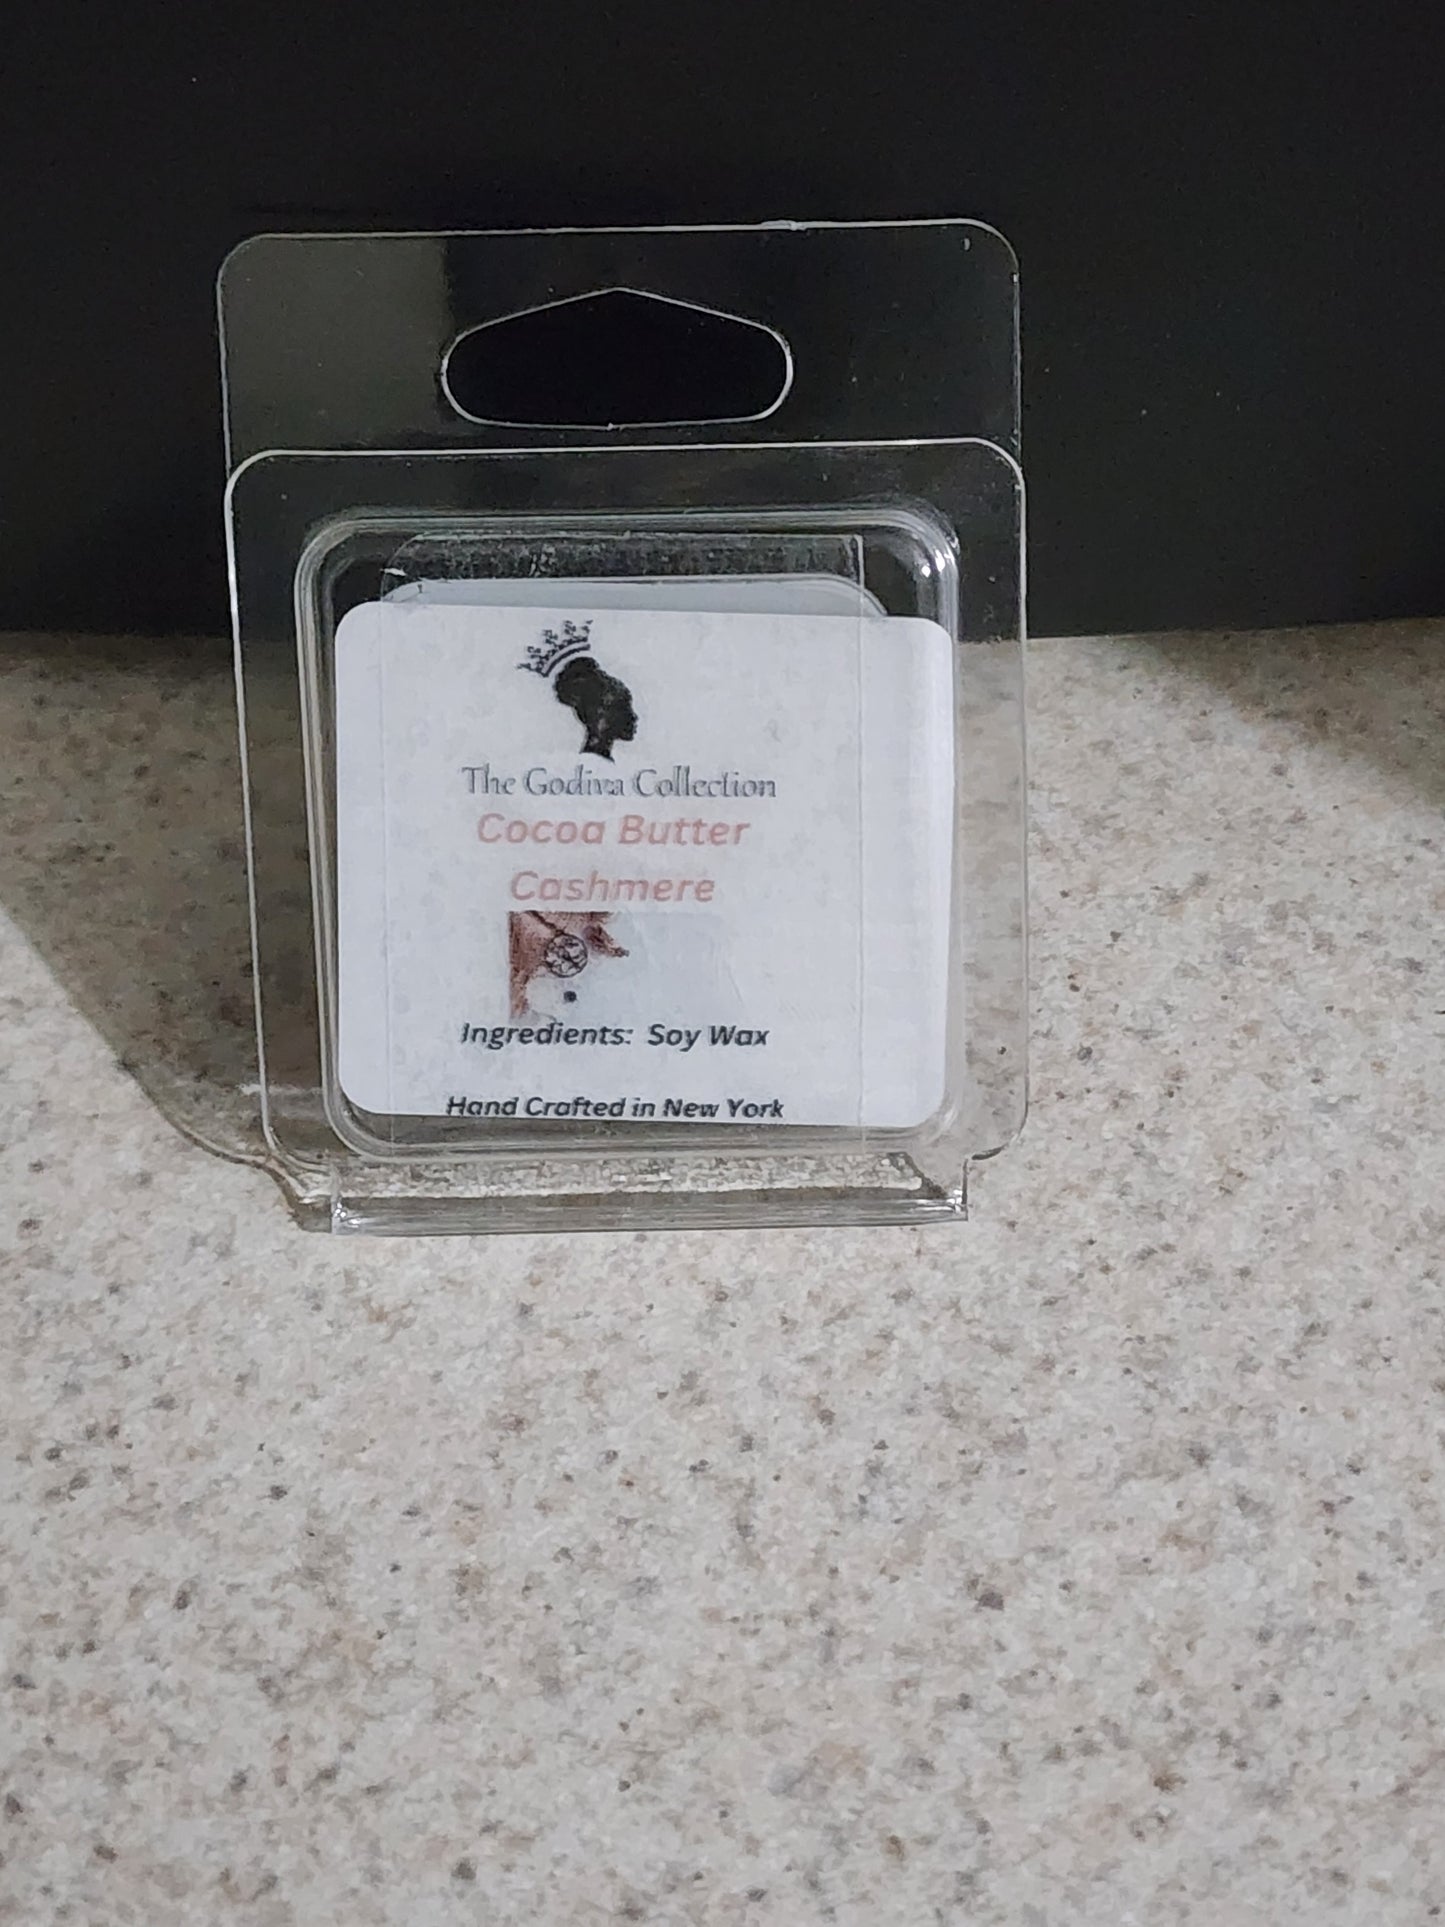 The Godiva Collection
Cocoa Butter
Cashmere
Ingredients: Soy Wax
Hand Crafted in New York